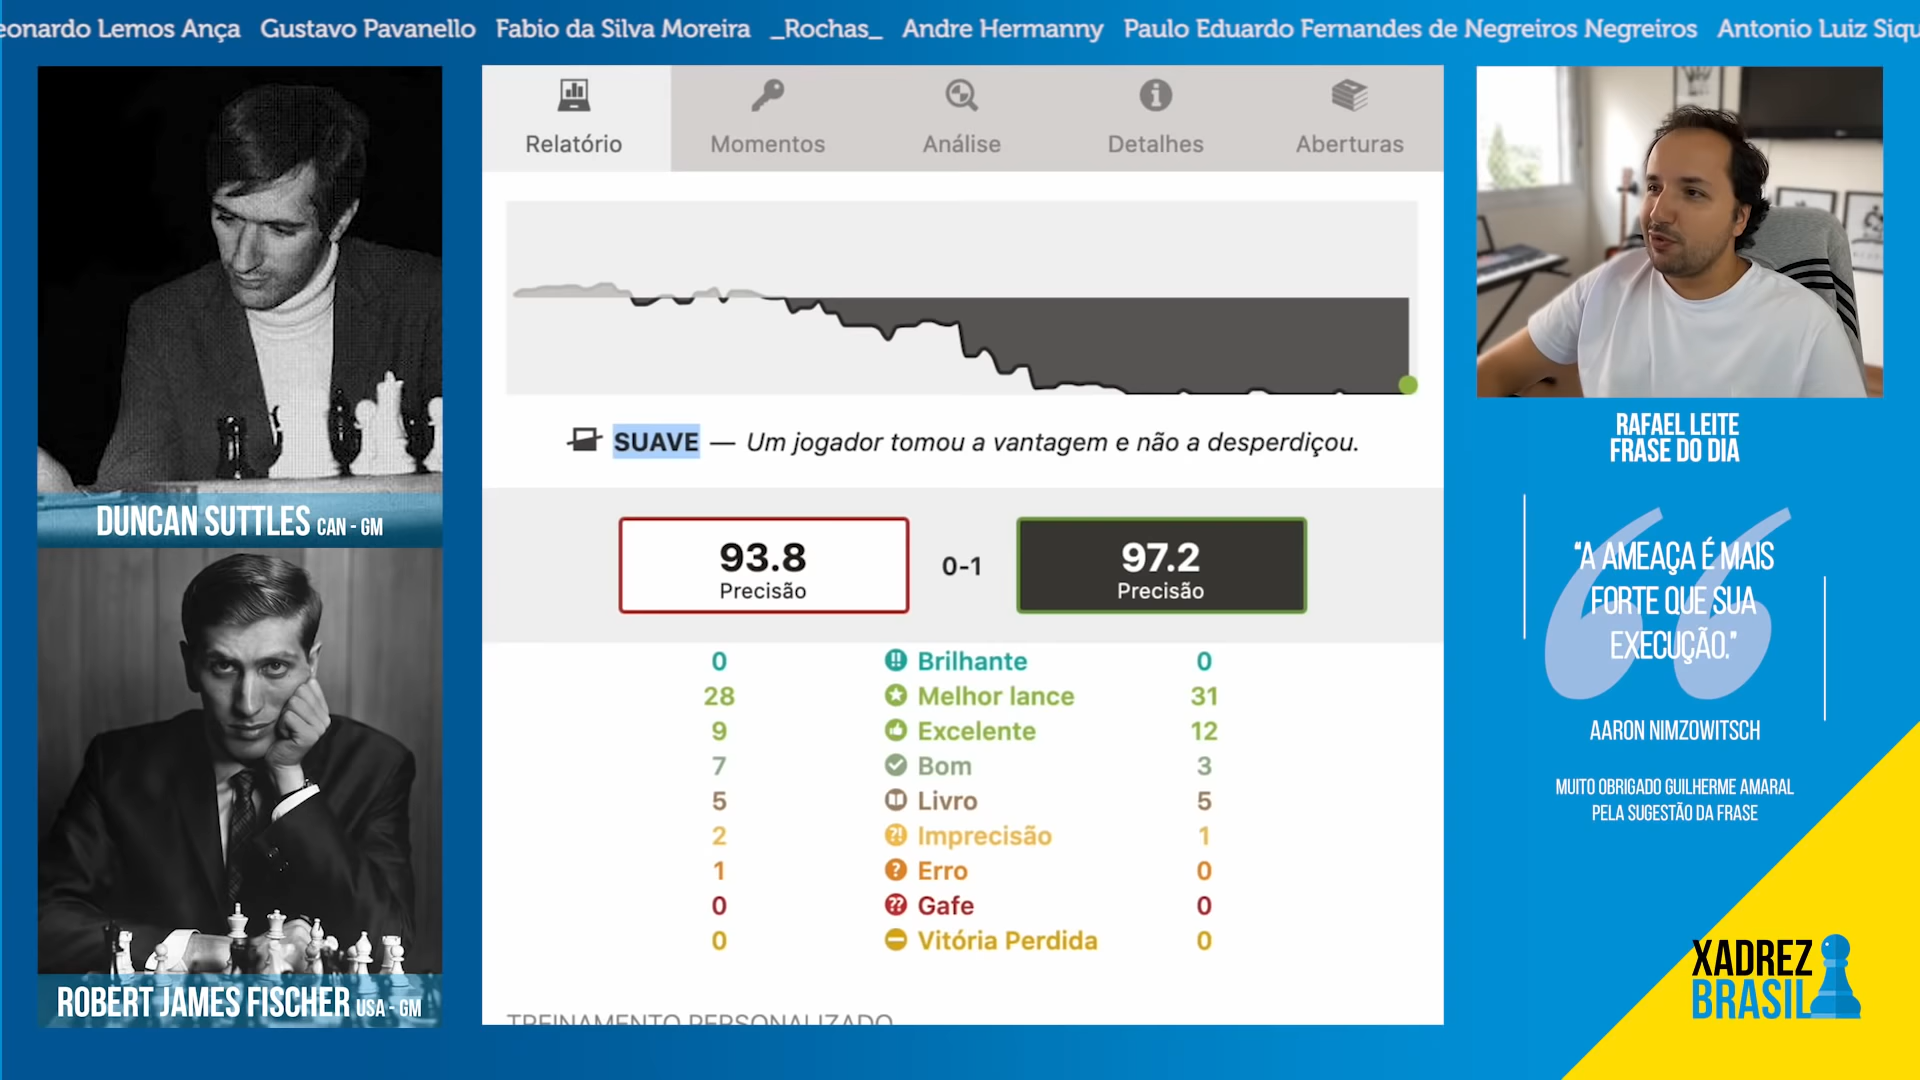 eonardo Lemos Ança Gustavo Pavanello Fabio da Silva Moreira _Rochas_ Andre Hermanny Paulo Eduardo Fernandes de Negreiros Negreiros Antonio Luiz Siqu
DUNCAN SUTTLES CAN - GM
ROBERT JAMES FISCHER USA - GM
Relatório Momentos Análise Detalhes Aberturas
SUAVE — Um jogador tomou a vantagem e não a desperdiçou.
93.8 0-1 97.2
Precisão Precisão
0 !! Brilhante 0
28 Melhor lance 31
9 Excelente 12
7 Bom 3
5 Livro 5
2 ?! Imprecisão 1
1 ? Erro 0
0 ?? Gafe 0
0 Vitória Perdida 0
TREINAMENTO PERSONALIZADO
RAFAEL LEITE
FRASE DO DIA
“A AMEAÇA É MAIS
FORTE QUE SUA
EXECUÇÃO.”
AARON NIMZOWITSCH
MUITO OBRIGADO GUILHERME AMARAL
PELA SUGESTÃO DA FRASE
XADREZ
BRASIL